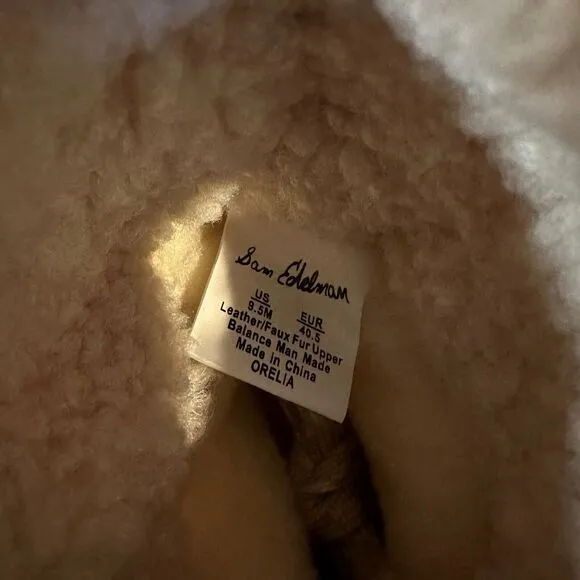 Sam Edelman
US EUR
9.5M 40.5
Leather/Faux Fur Upper
Balance Man Made
Made in China
ORELIA